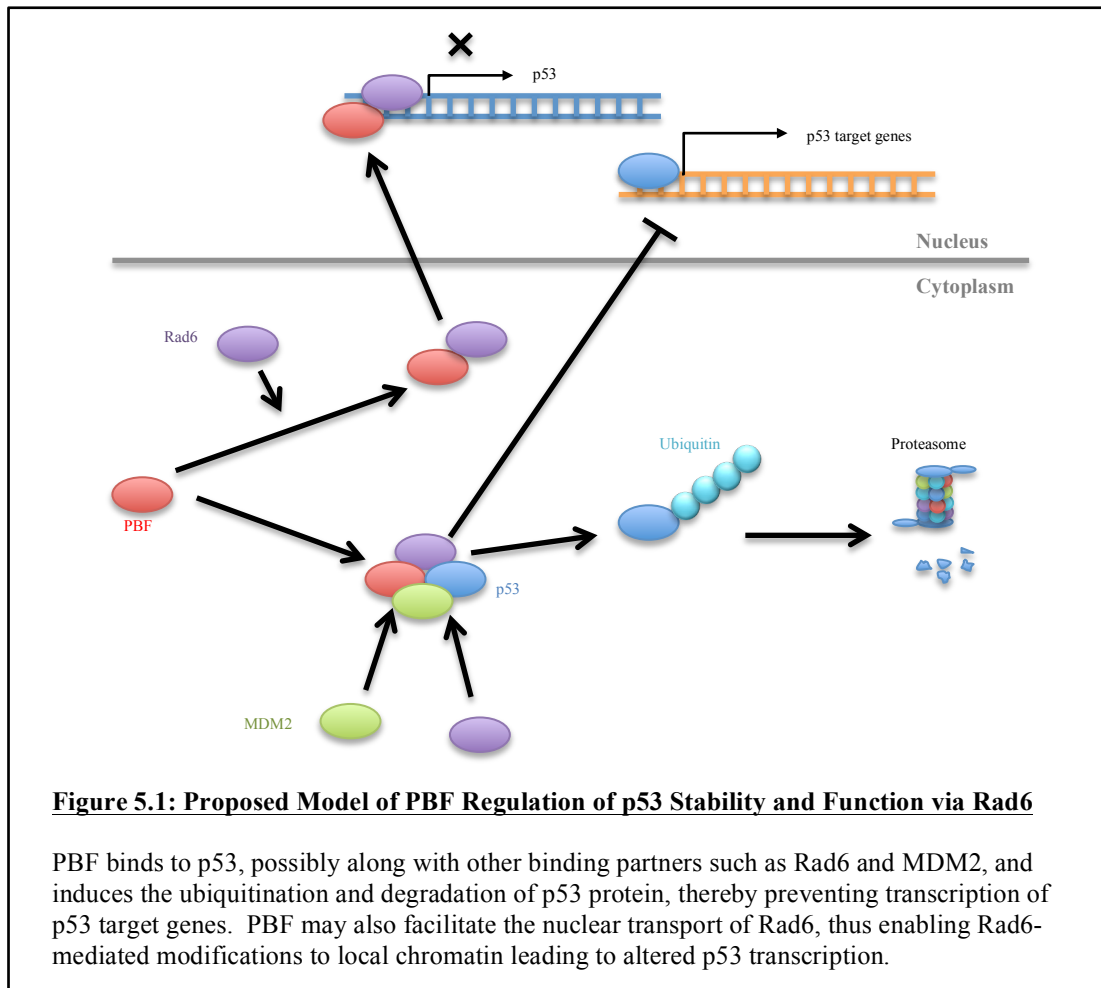 p53
p53 target genes
Nucleus
Cytoplasm
Rad6
Ubiquitin
Proteasome
PBF
p53
MDM2
Figure 5.1: Proposed Model of PBF Regulation of p53 Stability and Function via Rad6
PBF binds to p53, possibly along with other binding partners such as Rad6 and MDM2, and
induces the ubiquitination and degradation of p53 protein, thereby preventing transcription of
p53 target genes.  PBF may also facilitate the nuclear transport of Rad6, thus enabling Rad6-
mediated modifications to local chromatin leading to altered p53 transcription.